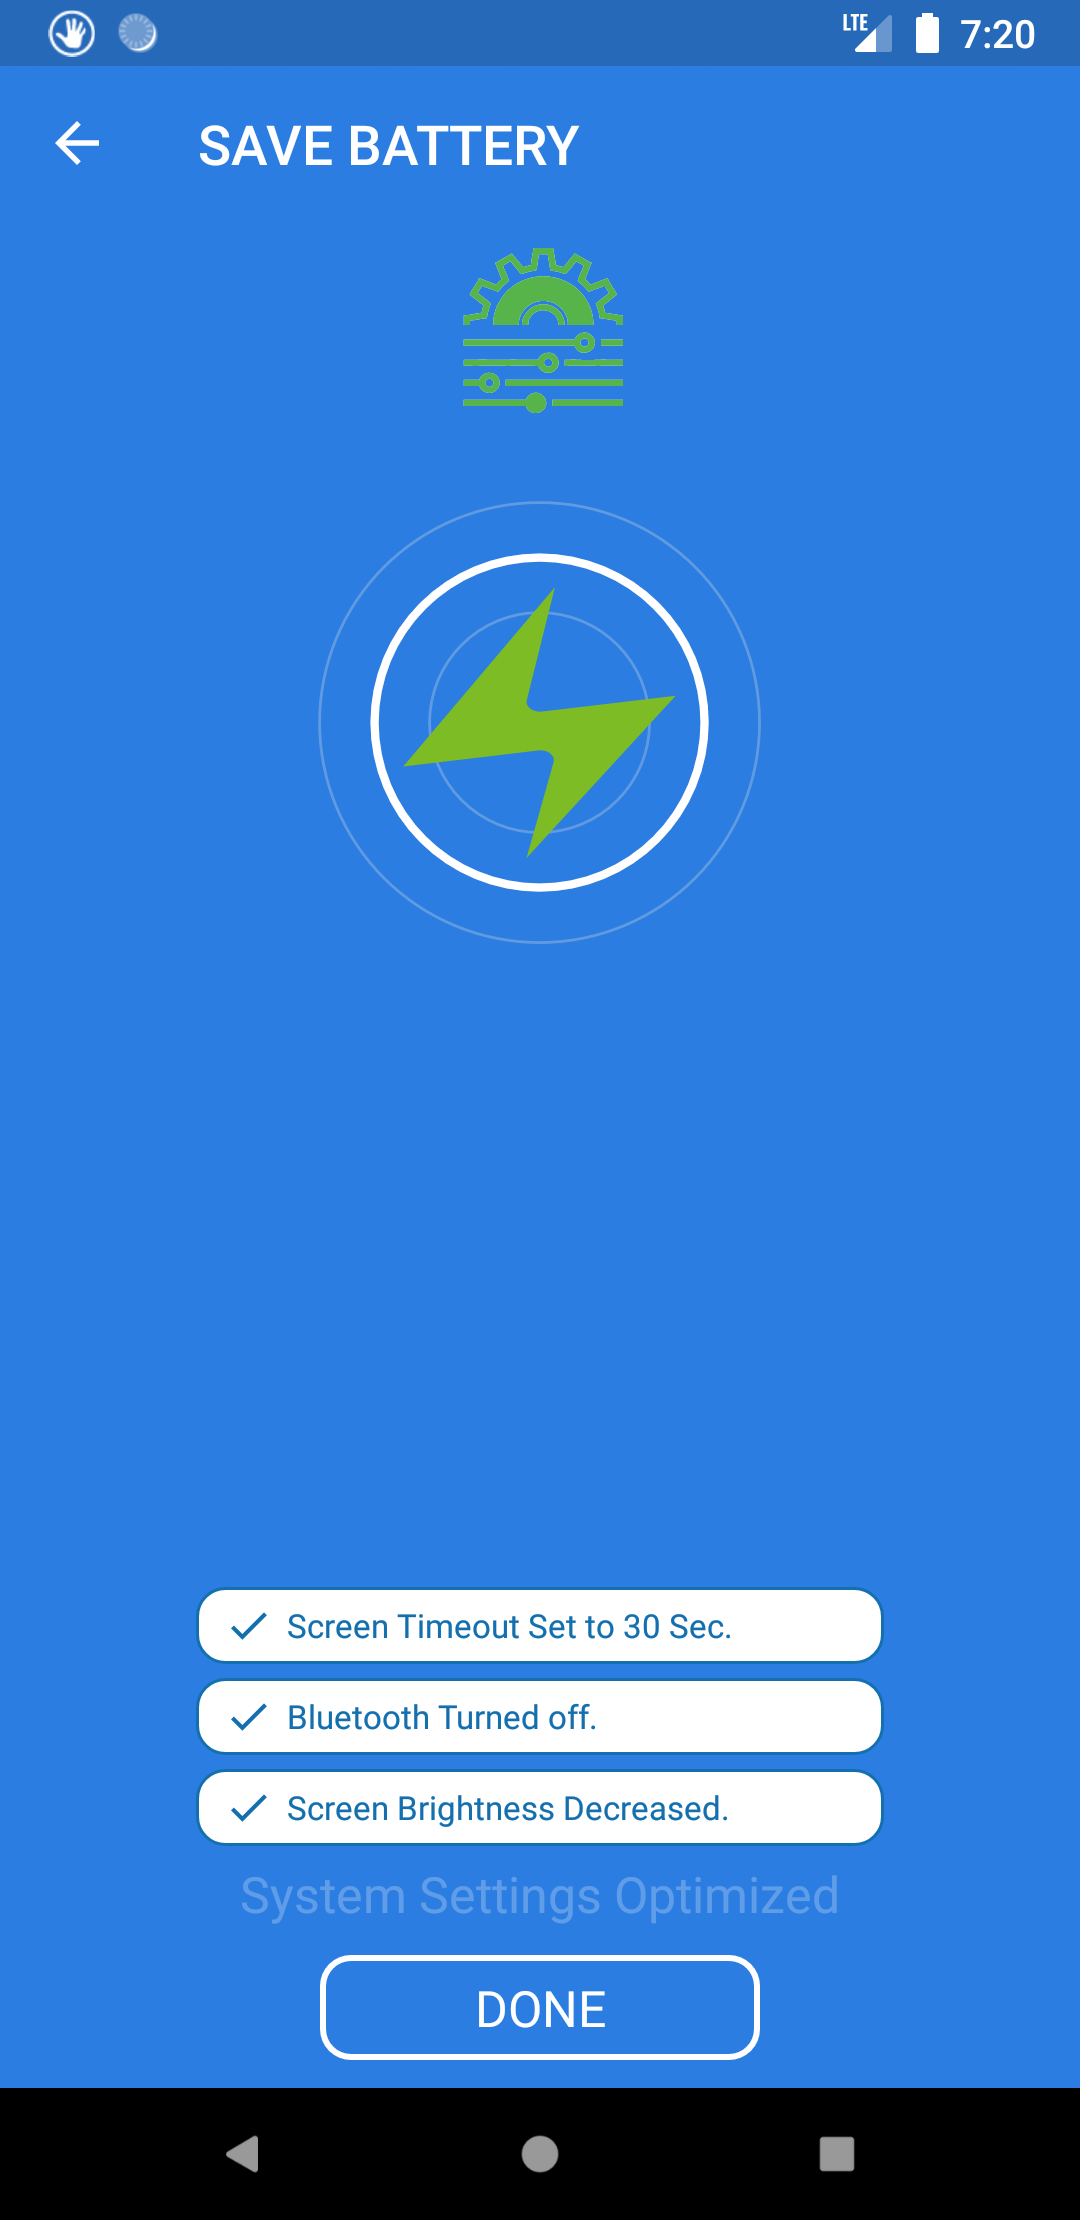 LTE 7:20
SAVE BATTERY
Screen Timeout Set to 30 Sec.
Bluetooth Turned off.
Screen Brightness Decreased.
System Settings Optimized
DONE